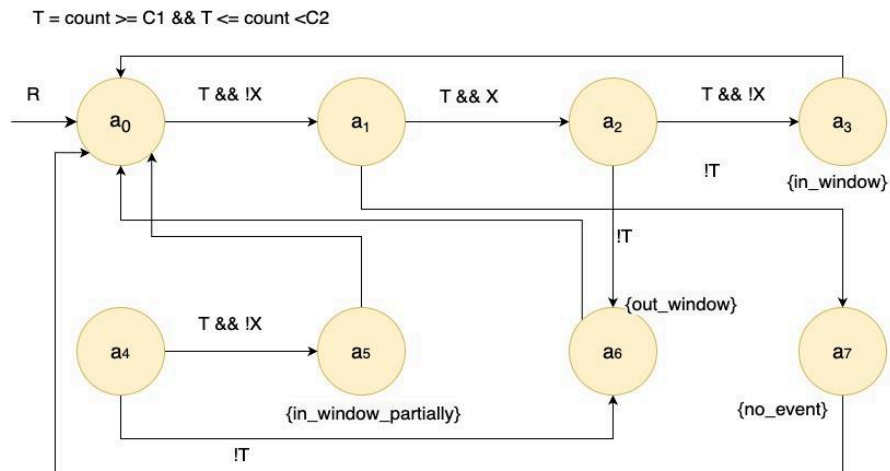 T = count >= C1 && T <= count <C2
R
T && !X
T && X
T && !X
a0
a1
a2
a3
!T
{in_window}
!T
{out_window}
T && !X
a4
a5
a6
a7
{in_window_partially}
{no_event}
!T